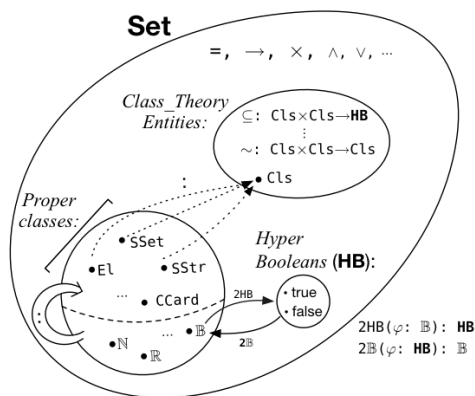 Set
=, →, ×, ∧, ∨, ...
Class_Theory
Entities:
⊆: Cls×Cls→HB
⋮
~: Cls×Cls→Cls
• Cls
:
Proper
classes:
• SSet
• El
• SStr
...
• CCard
:
... • 𝔹
• ℕ
• ℝ
2HB
2𝔹
Hyper
Booleans (HB):
• true
• false
2HB(φ: 𝔹): HB
2𝔹(φ: HB): 𝔹